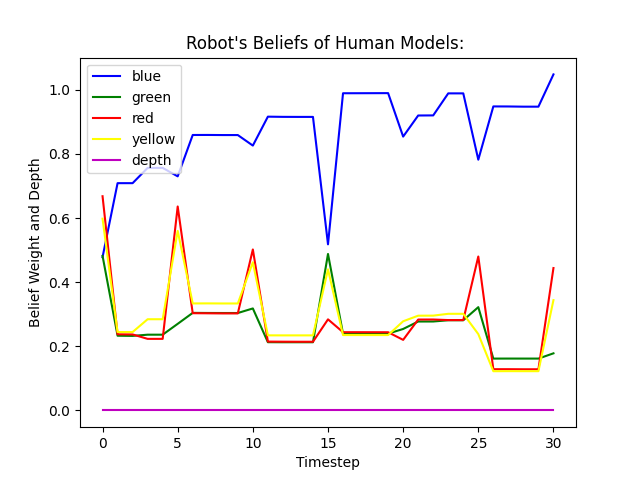 Robot's Beliefs of Human Models:
blue
green
red
yellow
depth
Belief Weight and Depth
1.0
0.8
0.6
0.4
0.2
0.0
0 5 10 15 20 25 30
Timestep